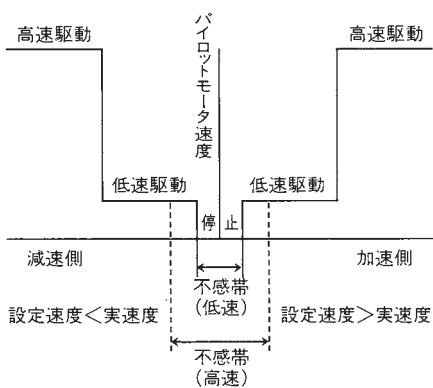 高速駆動
パイロットモータ速度
高速駆動
低速駆動
低速駆動
停止
減速側
加速側
不感帯
(低速)
設定速度<実速度
設定速度>実速度
不感帯
(高速)